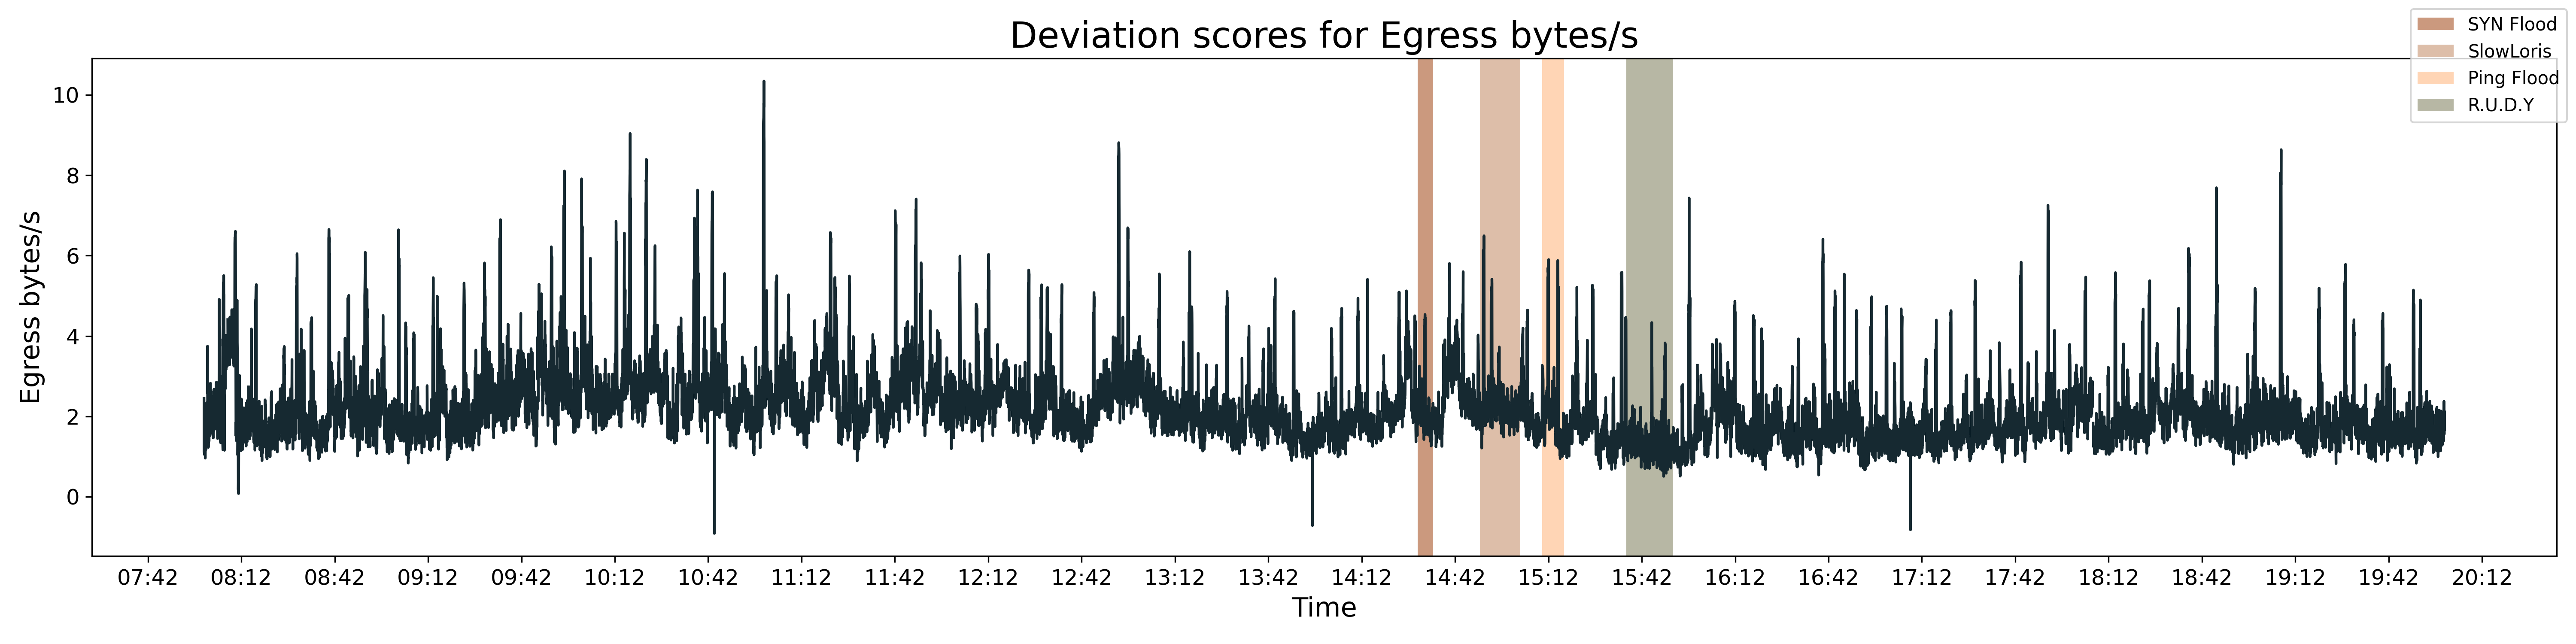 Deviation scores for Egress bytes/s
SYN Flood
SlowLoris
Ping Flood
R.U.D.Y
Egress bytes/s
10
8
6
4
2
0
07:42 08:12 08:42 09:12 09:42 10:12 10:42 11:12 11:42 12:12 12:42 13:12 13:42 14:12 14:42 15:12 15:42 16:12 16:42 17:12 17:42 18:12 18:42 19:12 19:42 20:12
Time